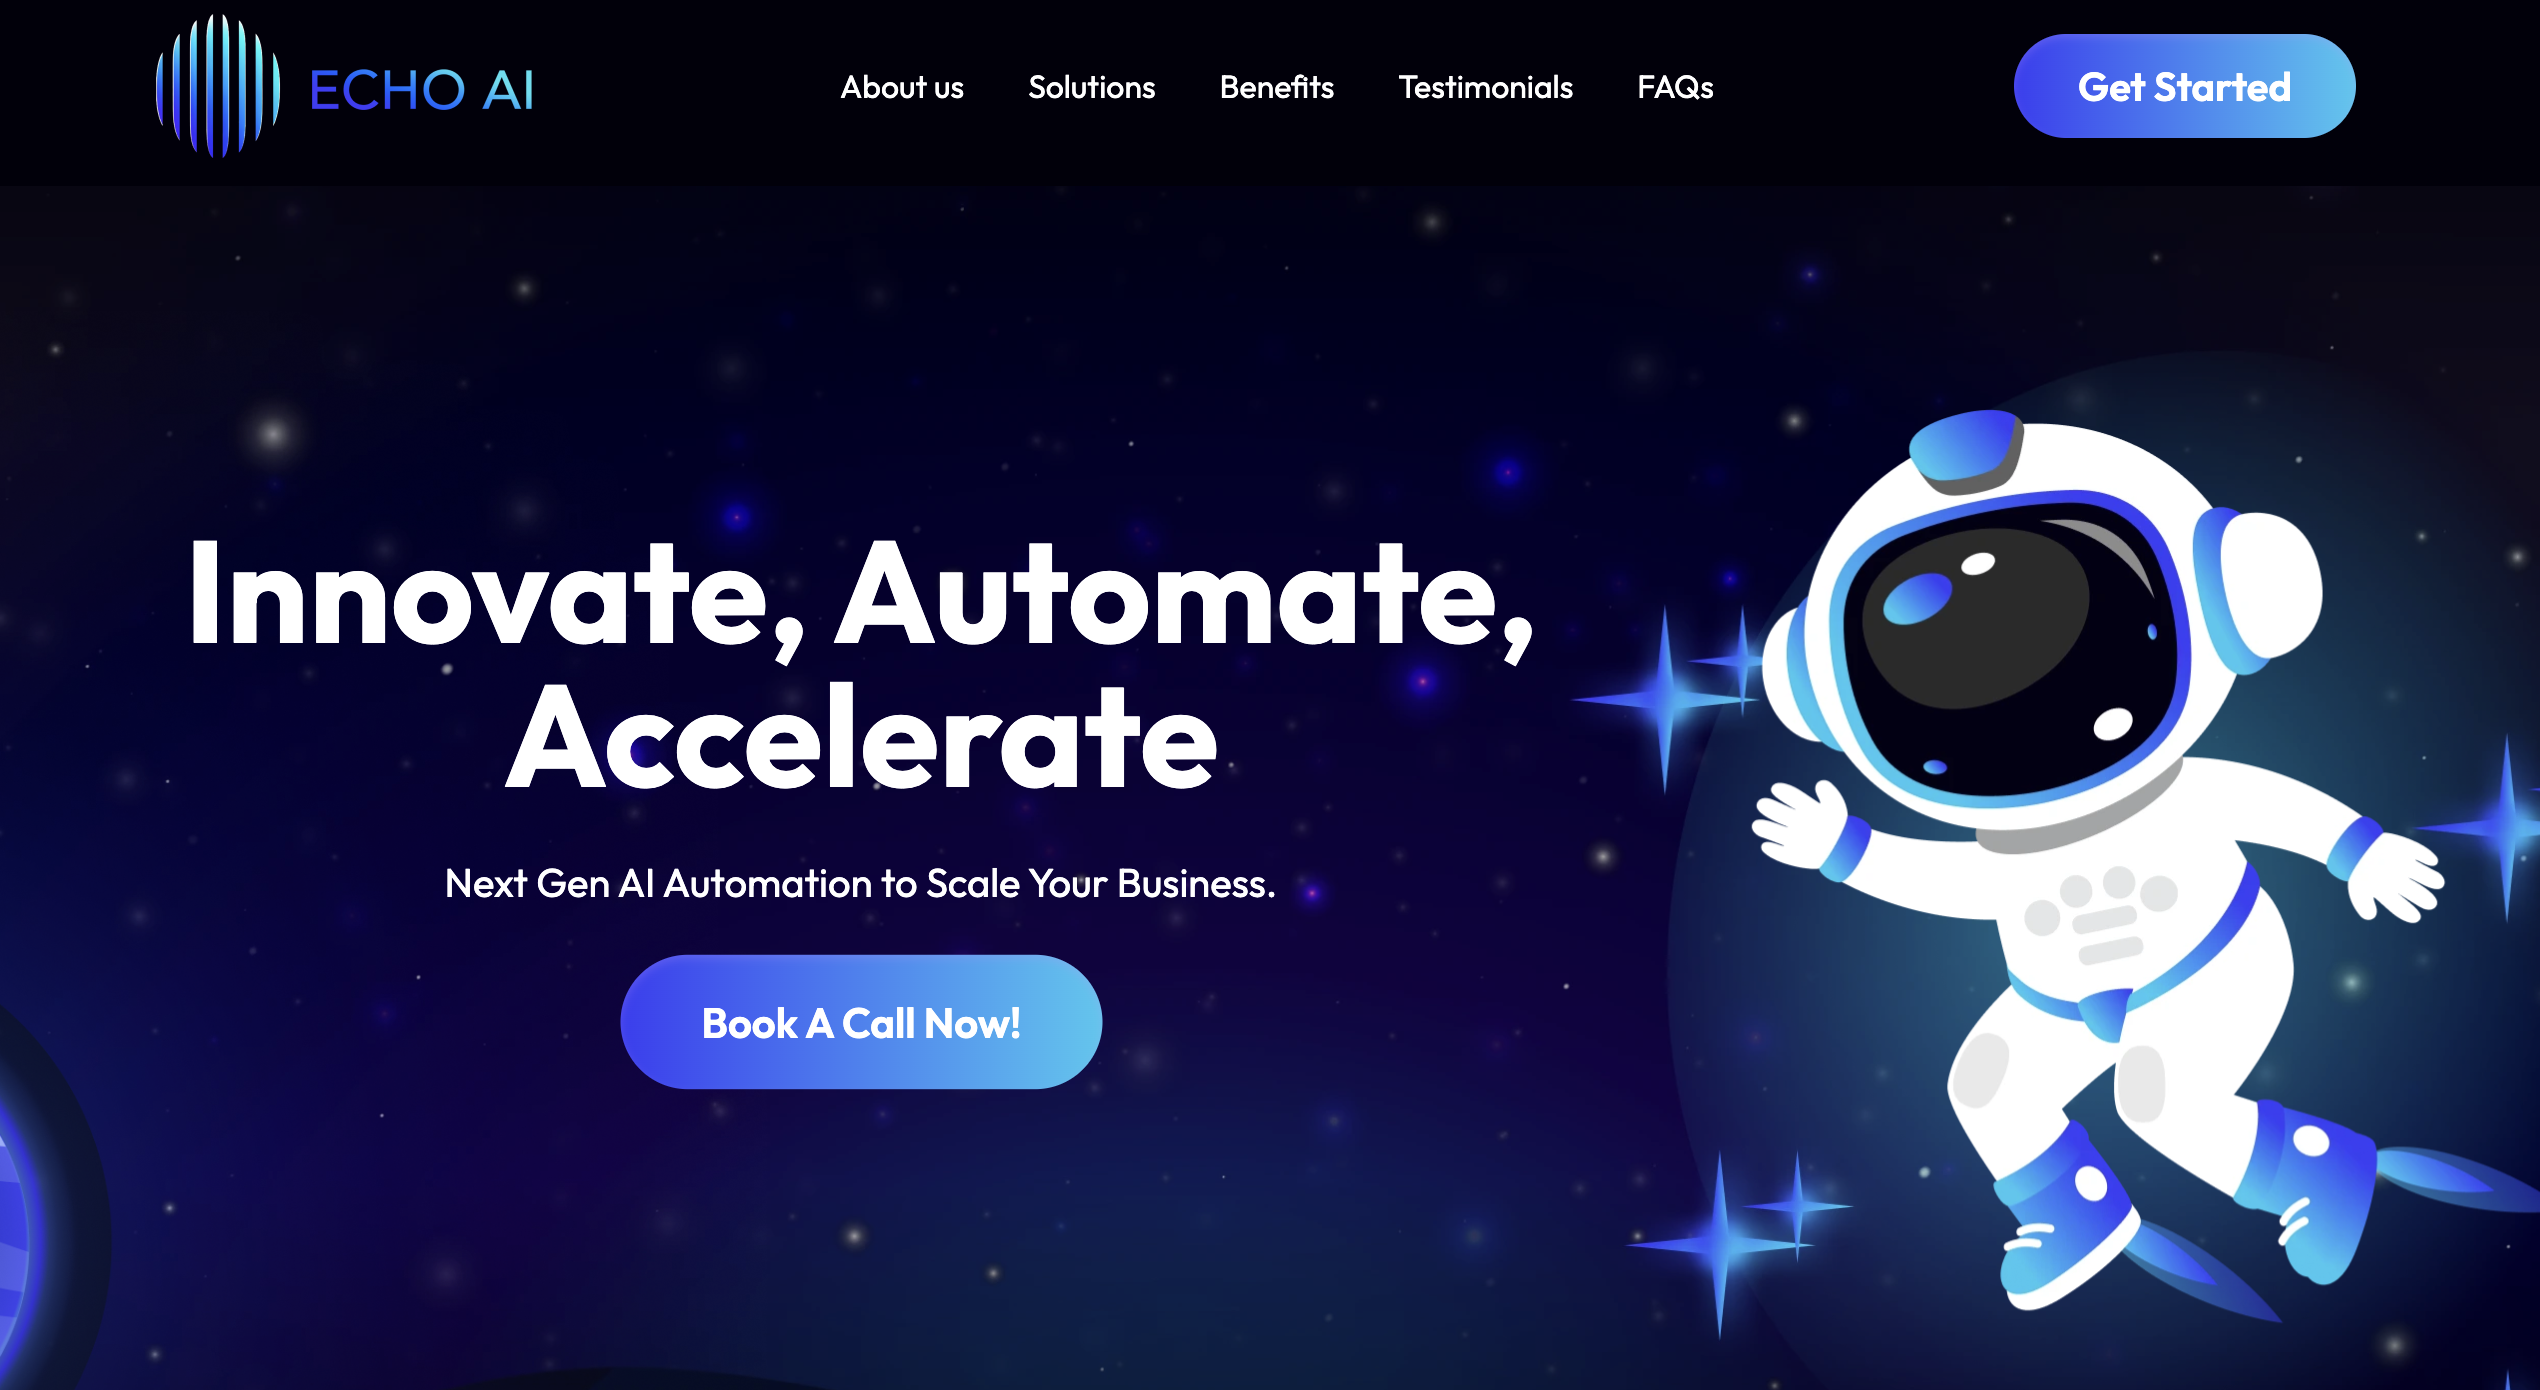 ECHO AI
About us
Solutions
Benefits
Testimonials
FAQs
Get Started
Innovate, Automate,
Accelerate
Next Gen AI Automation to Scale Your Business.
Book A Call Now!